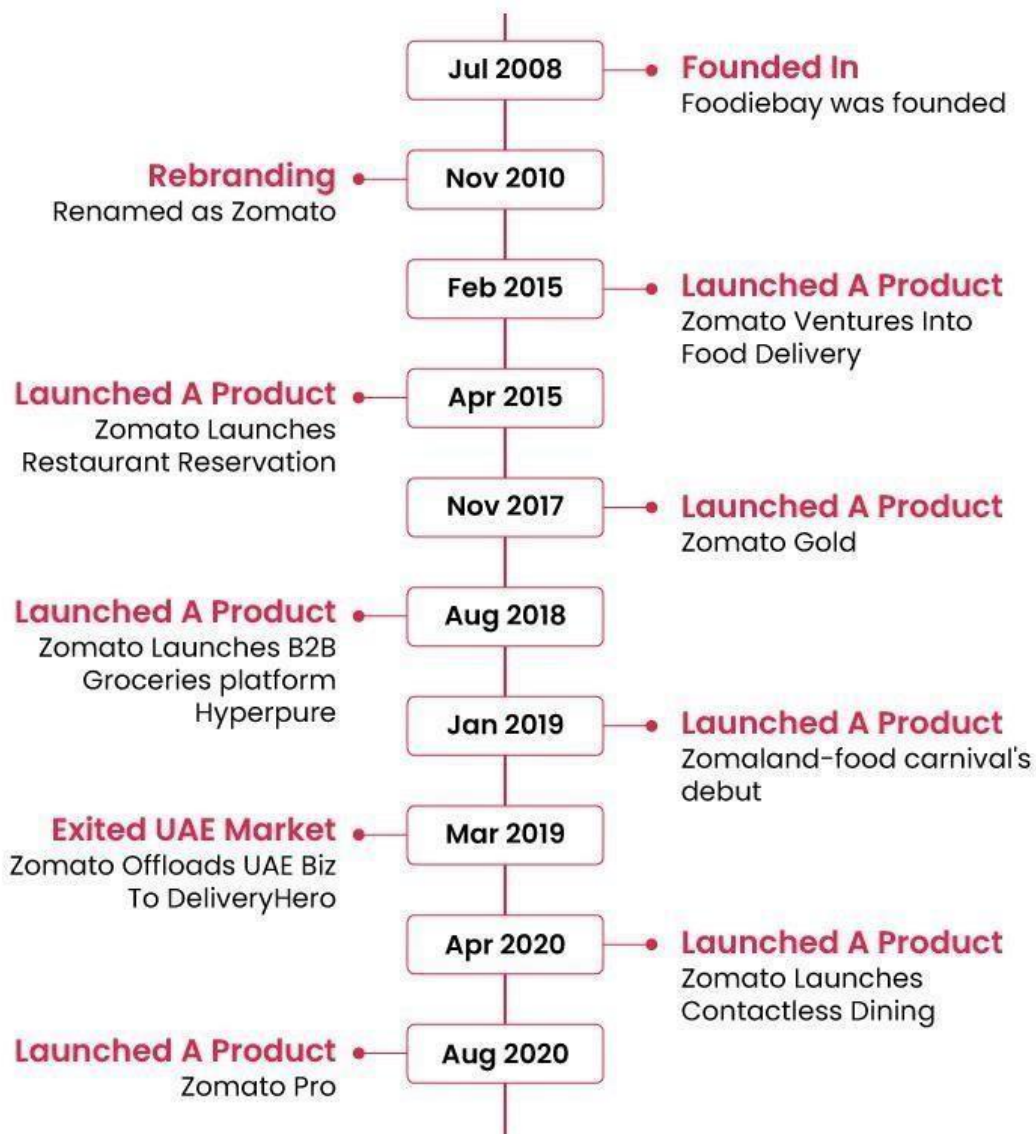 Jul 2008
Founded In
Foodiebay was founded
Nov 2010
Rebranding
Renamed as Zomato
Feb 2015
Launched A Product
Zomato Ventures Into
Food Delivery
Apr 2015
Launched A Product
Zomato Launches
Restaurant Reservation
Nov 2017
Launched A Product
Zomato Gold
Aug 2018
Launched A Product
Zomato Launches B2B
Groceries platform
Hyperpure
Jan 2019
Launched A Product
Zomaland-food carnival's
debut
Mar 2019
Exited UAE Market
Zomato Offloads UAE Biz
To DeliveryHero
Apr 2020
Launched A Product
Zomato Launches
Contactless Dining
Aug 2020
Launched A Product
Zomato Pro